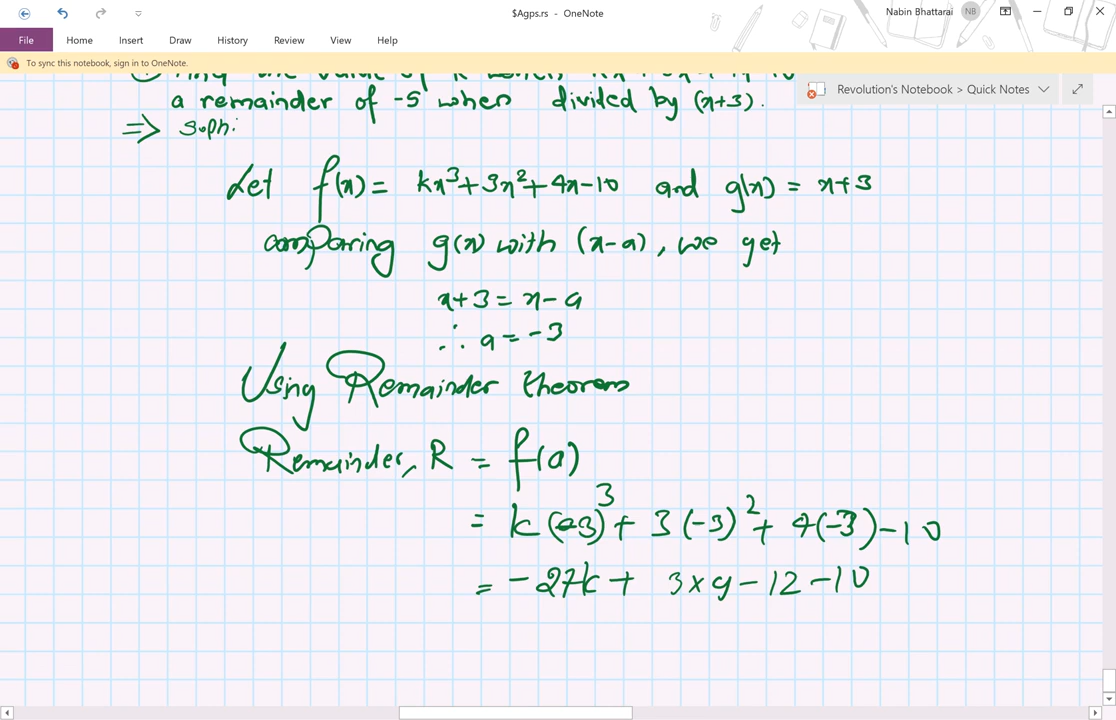 $Agps.rs - OneNote
Nabin Bhattarai NB
File Home Insert Draw History Review View Help
To sync this notebook, sign in to OneNote.
Revolution's Notebook > Quick Notes
a remainder of -5 when divided by (x+3).
⇒ Soln:
Let f(x) = kx³+3x²+4x-10 and g(x) = x+3
comparing g(x) with (x-a), we get
x+3 = x-a
∴ a = -3
Using Remainder theorem
Remainder, R = f(a)
= k(-3)³ + 3(-3)² + 4(-3) - 10
= -27k + 3×9 - 12 - 10